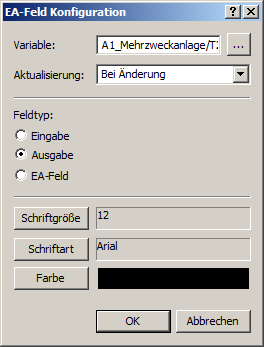 EA-Feld Konfiguration
Variable: A1_Mehrzweckanlage/T2 ...
Aktualisierung: Bei Änderung
Feldtyp:
Eingabe
Ausgabe
EA-Feld
Schriftgröße 12
Schriftart Arial
Farbe
OK Abbrechen